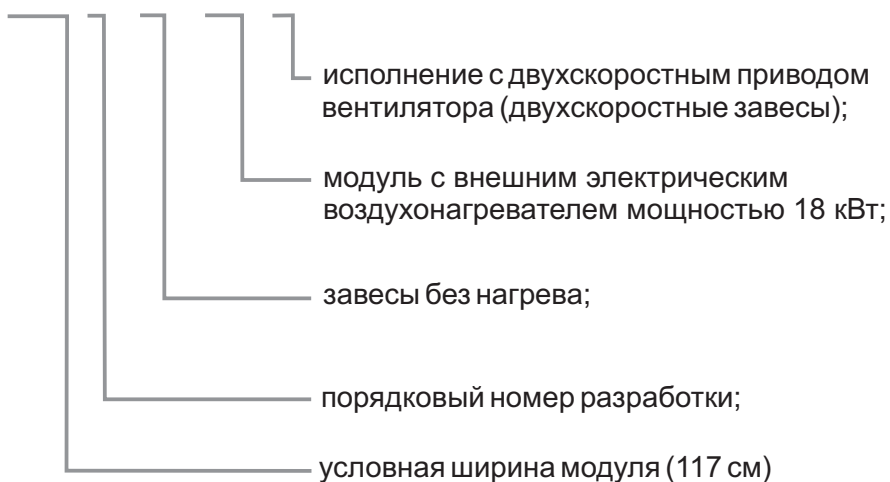 исполнение с двухскоростным приводом
вентилятора (двухскоростные завесы);
модуль с внешним электрическим
воздухонагревателем мощностью 18 кВт;
завесы без нагрева;
порядковый номер разработки;
условная ширина модуля (117 см)